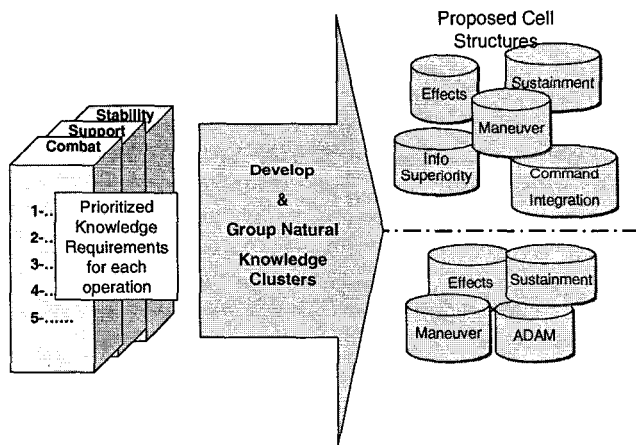 Proposed Cell
Structures
Effects
Sustainment
Maneuver
Info
Superiority
Command
Integration
Stability
Support
Combat
1-..
2-..
3-..
4-...
5-......
Prioritized
Knowledge
Requirements
for each
operation
Develop
&
Group Natural
Knowledge
Clusters
Effects
Sustainment
Maneuver
ADAM